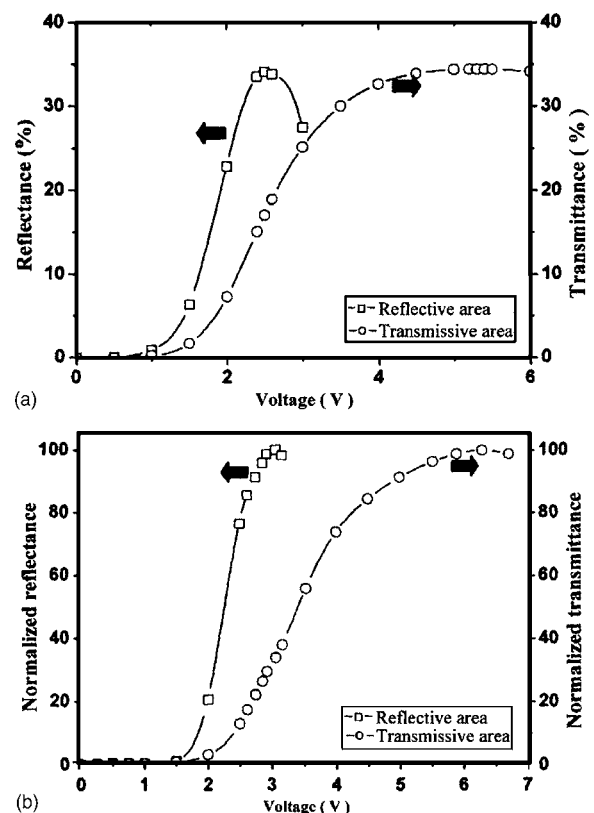 40
30
20
10
0
Reflectance (%)
40
30
20
10
0
Transmittance ( % )
Reflective area
Transmissive area
0 2 4 6
Voltage ( V )
(a)
100
80
60
40
20
0
Normalized reflectance
100
80
60
40
20
0
Normalized transmittance
Reflective area
Transmissive area
0 1 2 3 4 5 6 7
Voltage ( V )
(b)